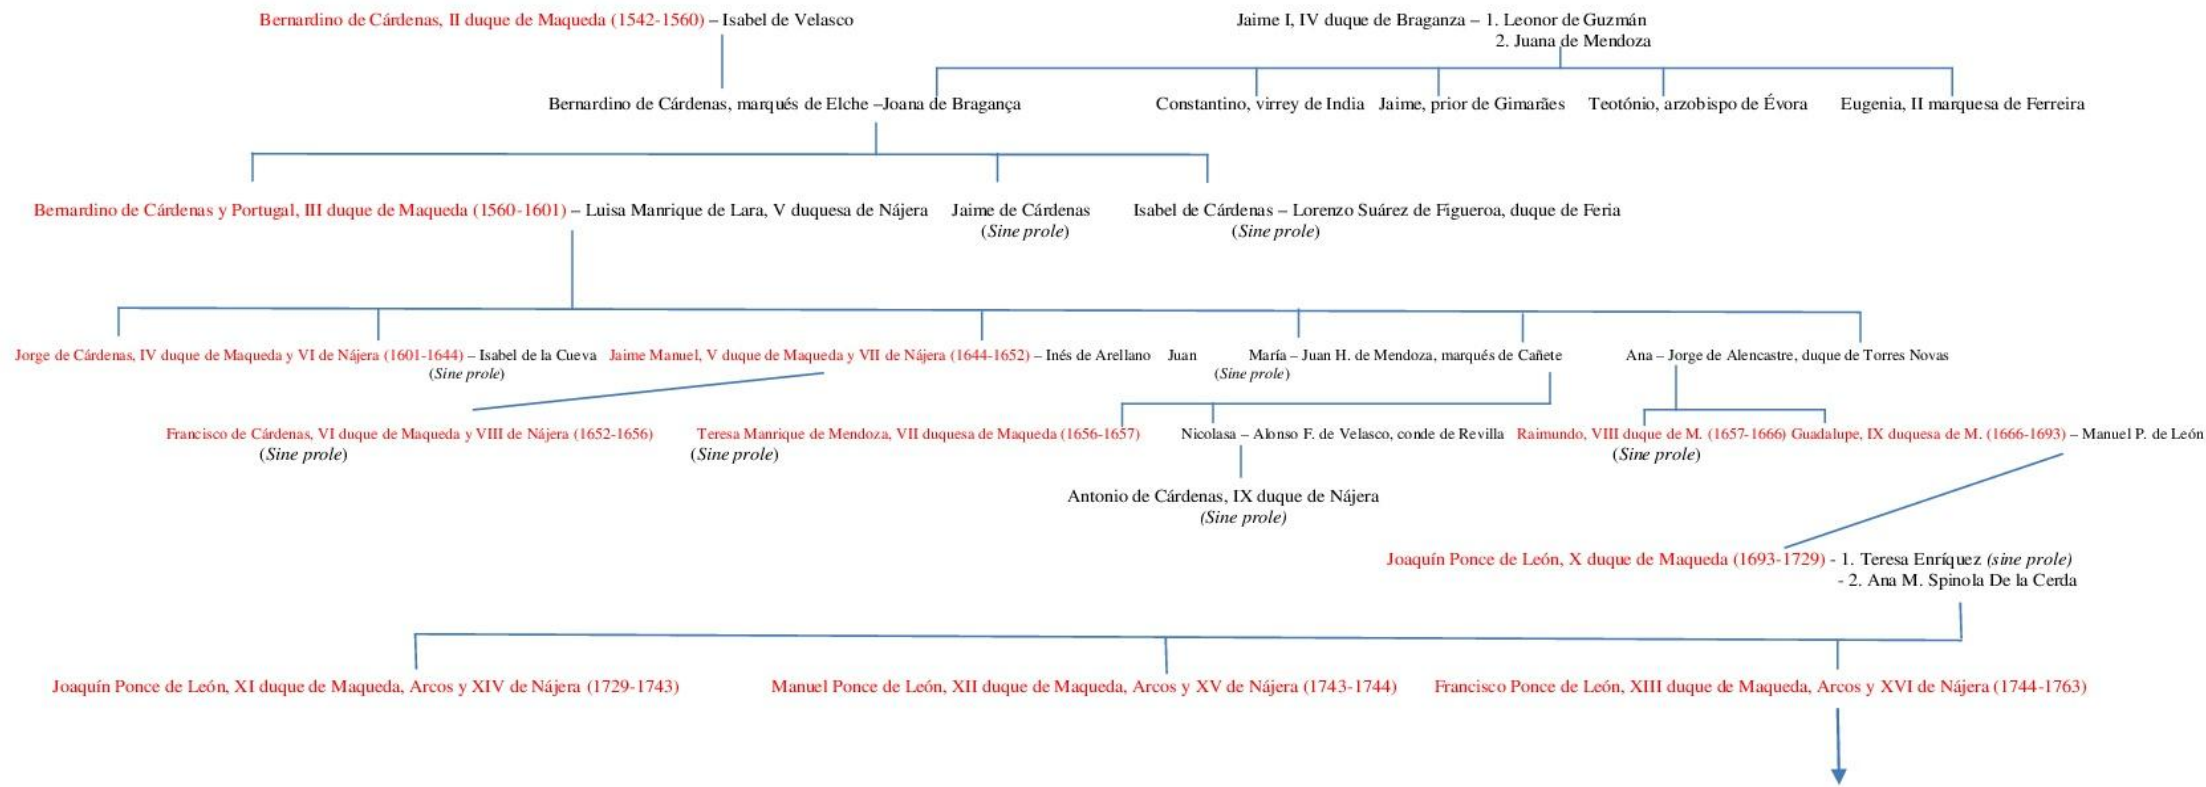 Bernardino de Cárdenas, II duque de Maqueda (1542-1560) – Isabel de Velasco
Jaime I, IV duque de Braganza – 1. Leonor de Guzmán
2. Juana de Mendoza
Bernardino de Cárdenas, marqués de Elche –Joana de Bragança
Constantino, virrey de India
Jaime, prior de Gimarães
Teotónio, arzobispo de Évora
Eugenia, II marquesa de Ferreira
Bernardino de Cárdenas y Portugal, III duque de Maqueda (1560-1601) – Luisa Manrique de Lara, V duquesa de Nájera
Jaime de Cárdenas
(Sine prole)
Isabel de Cárdenas – Lorenzo Suárez de Figueroa, duque de Feria
(Sine prole)
Jorge de Cárdenas, IV duque de Maqueda y VI de Nájera (1601-1644) – Isabel de la Cueva
(Sine prole)
Jaime Manuel, V duque de Maqueda y VII de Nájera (1644-1652) – Inés de Arellano
Juan
(Sine prole)
María – Juan H. de Mendoza, marqués de Cañete
Ana – Jorge de Alencastre, duque de Torres Novas
Francisco de Cárdenas, VI duque de Maqueda y VIII de Nájera (1652-1656)
(Sine prole)
Teresa Manrique de Mendoza, VII duquesa de Maqueda (1656-1657)
(Sine prole)
Nicolasa – Alonso F. de Velasco, conde de Revilla
Raimundo, VIII duque de M. (1657-1666)
(Sine prole)
Guadalupe, IX duquesa de M. (1666-1693) – Manuel P. de León
Antonio de Cárdenas, IX duque de Nájera
(Sine prole)
Joaquín Ponce de León, X duque de Maqueda (1693-1729) - 1. Teresa Enríquez (sine prole)
- 2. Ana M. Spinola De la Cerda
Joaquín Ponce de León, XI duque de Maqueda, Arcos y XIV de Nájera (1729-1743)
Manuel Ponce de León, XII duque de Maqueda, Arcos y XV de Nájera (1743-1744)
Francisco Ponce de León, XIII duque de Maqueda, Arcos y XVI de Nájera (1744-1763)